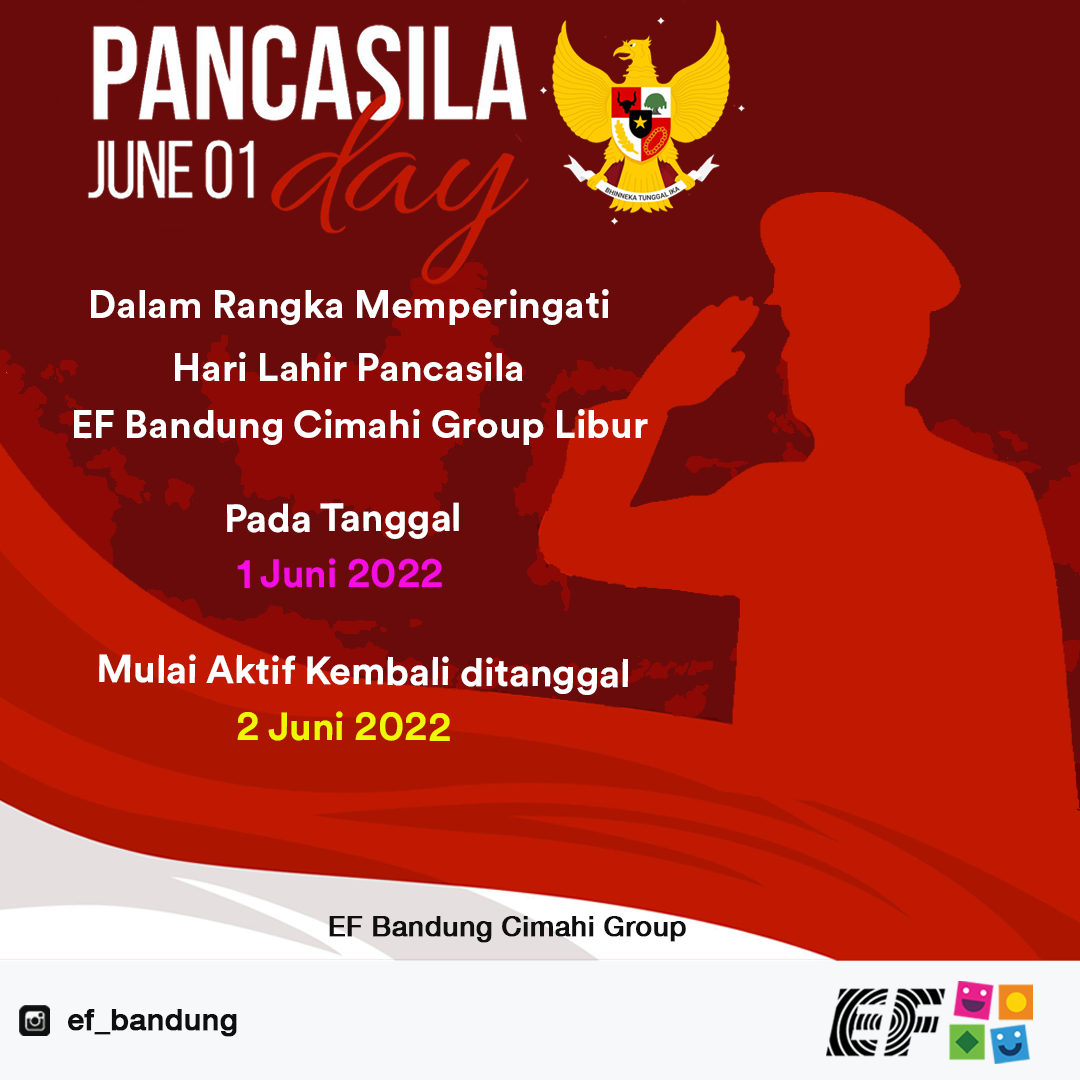 PANCASILA
JUNE 01 day
BHINNEKA TUNGGAL IKA
Dalam Rangka Memperingati
Hari Lahir Pancasila
EF Bandung Cimahi Group Libur
Pada Tanggal
1 Juni 2022
Mulai Aktif Kembali ditanggal
2 Juni 2022
EF Bandung Cimahi Group
ef_bandung
EF